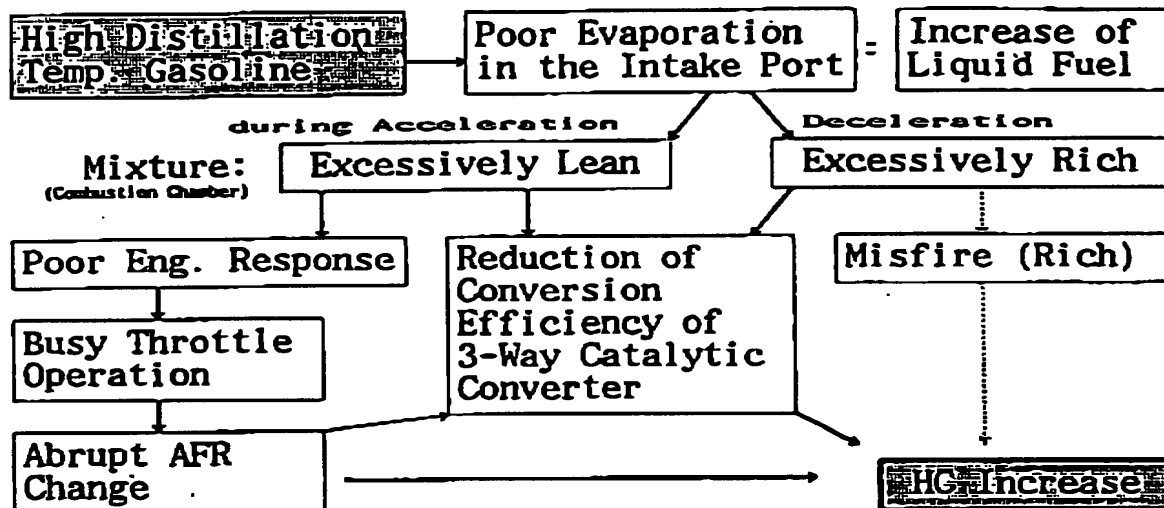 High Distillation
Temp. Gasoline
Poor Evaporation
in the Intake Port
=
Increase of
Liquid Fuel
during Acceleration
Deceleration
Mixture:
(Combustion Chamber)
Excessively Lean
Excessively Rich
Poor Eng. Response
Reduction of
Conversion
Efficiency of
3-Way Catalytic
Converter
Misfire (Rich)
Busy Throttle
Operation
Abrupt AFR
Change
HC Increase